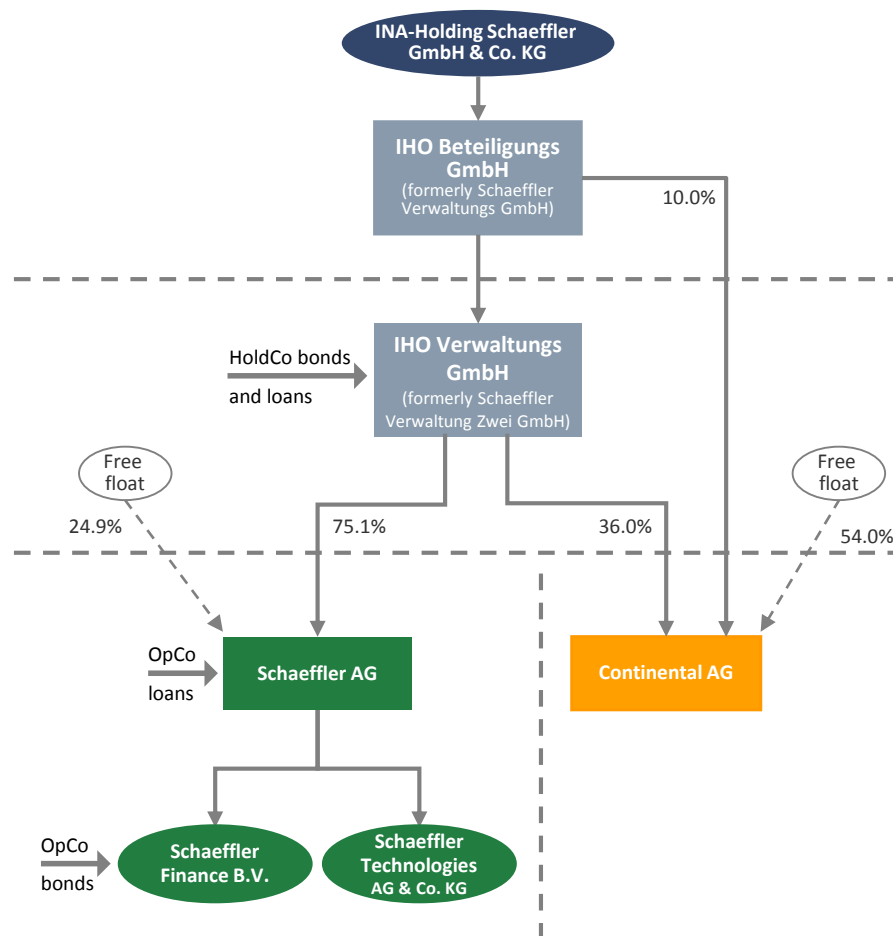 INA-Holding Schaeffler
GmbH & Co. KG
IHO Beteiligungs
GmbH
(formerly Schaeffler
Verwaltungs GmbH)
10.0%
HoldCo bonds
and loans
IHO Verwaltungs
GmbH
(formerly Schaeffler
Verwaltung Zwei GmbH)
Free
float
24.9%
75.1%
36.0%
Free
float
54.0%
OpCo
loans
Schaeffler AG
Continental AG
OpCo
bonds
Schaeffler
Finance B.V.
Schaeffler
Technologies
AG & Co. KG